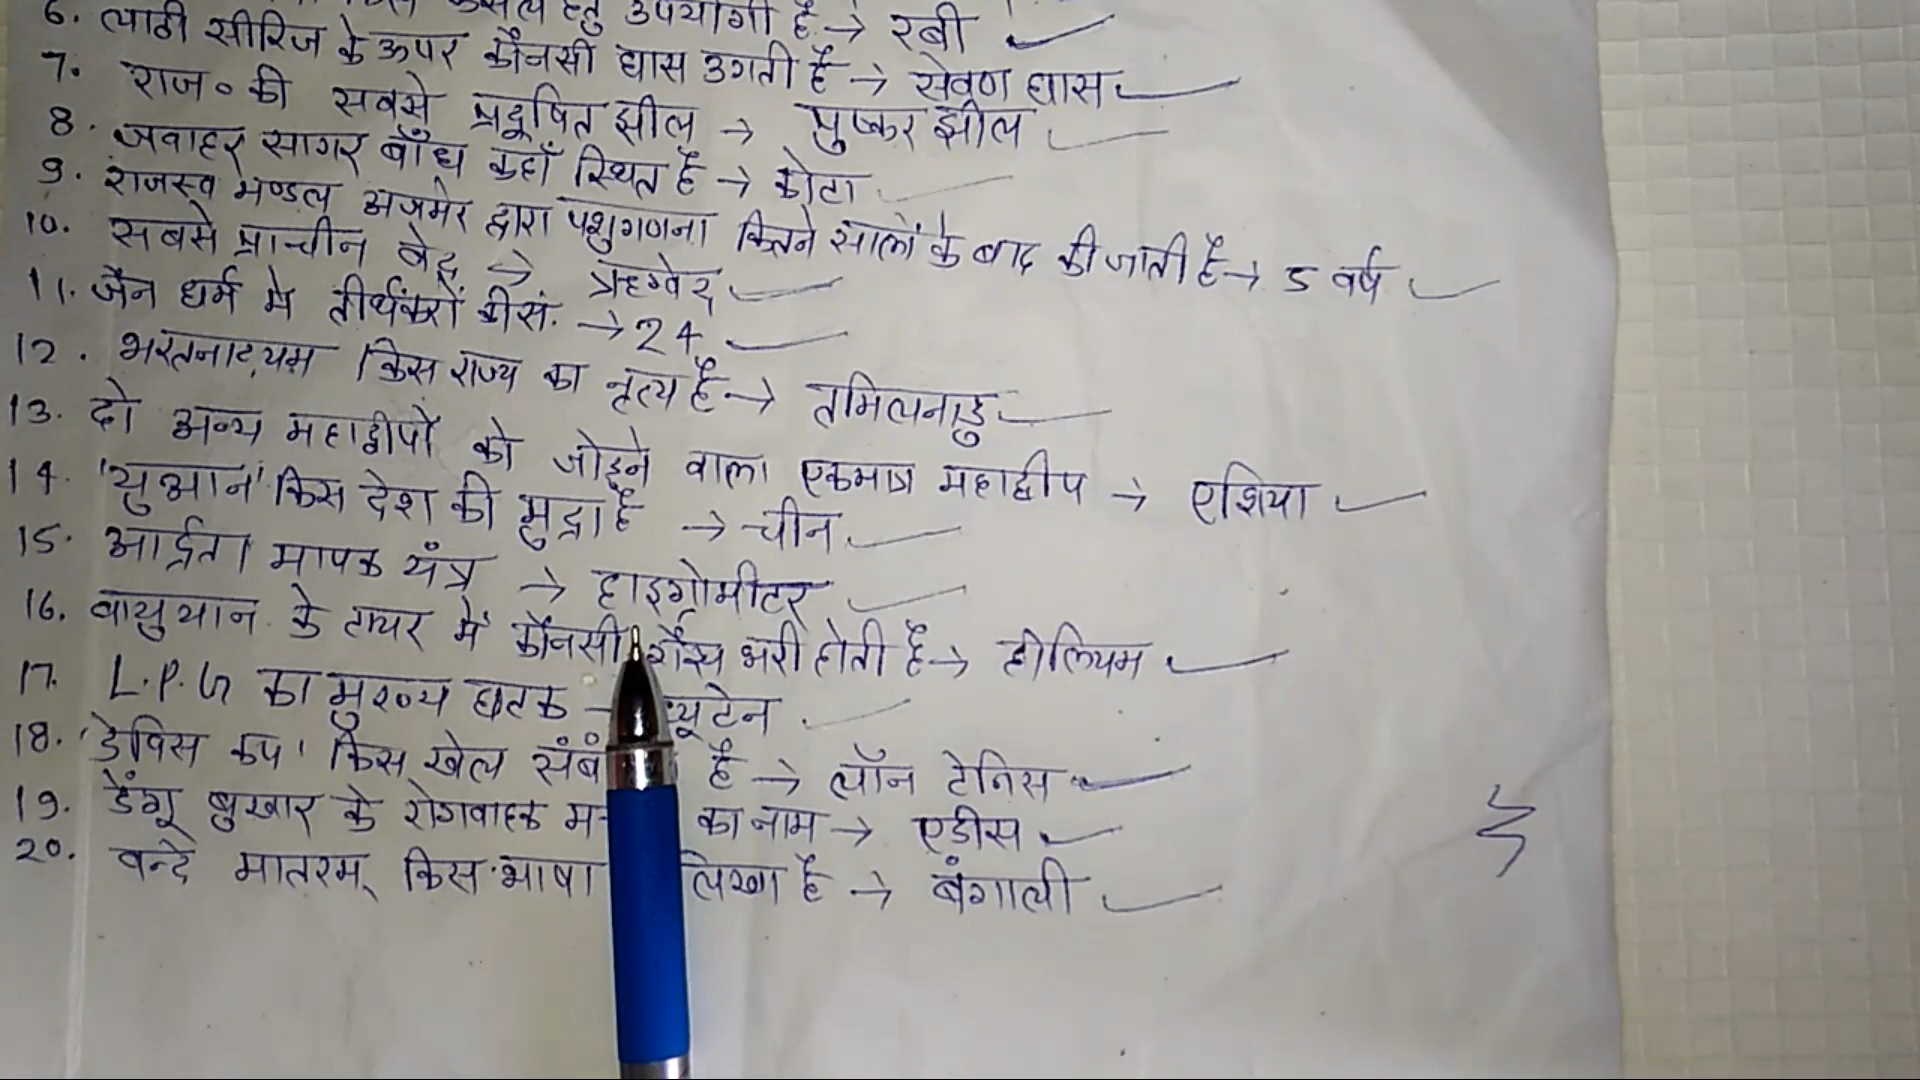 हेतु उपयोगी है → रबी
6. लाठी सीरिज के ऊपर कौनसी घास उगती है → सेवण घास
7. राज० की सबसे प्रदूषित झील → पुष्कर झील
8. जवाहर सागर बाँध कहाँ स्थित है → कोटा
9. राजस्व मण्डल अजमेर द्वारा पशुगणना कितने सालों के बाद की जाती है → 5 वर्ष
10. सबसे प्राचीन वेद → ऋग्वेद
11. जैन धर्म मे तीर्थंकरों की सं. → 24
12. भरतनाट्यम किस राज्य का नृत्य है → तमिलनाडु
13. दो अन्य महाद्वीपों को जोड़ने वाला एकमात्र महाद्वीप → एशिया
14. 'युआन' किस देश की मुद्रा है → चीन
15. आर्द्रता मापक यंत्र → हाइग्रोमीटर
16. वायुयान के टायर में कौनसी गैस भरी होती है → हीलियम
17. L.P.G का मुख्य घटक → ब्यूटेन
18. 'डेविस कप' किस खेल संबं है → लॉन टेनिस
19. डेंगू बुखार के रोगवाहक म का नाम → एडीस
20. वन्दे मातरम् किस भाषा लिखा है → बंगाली